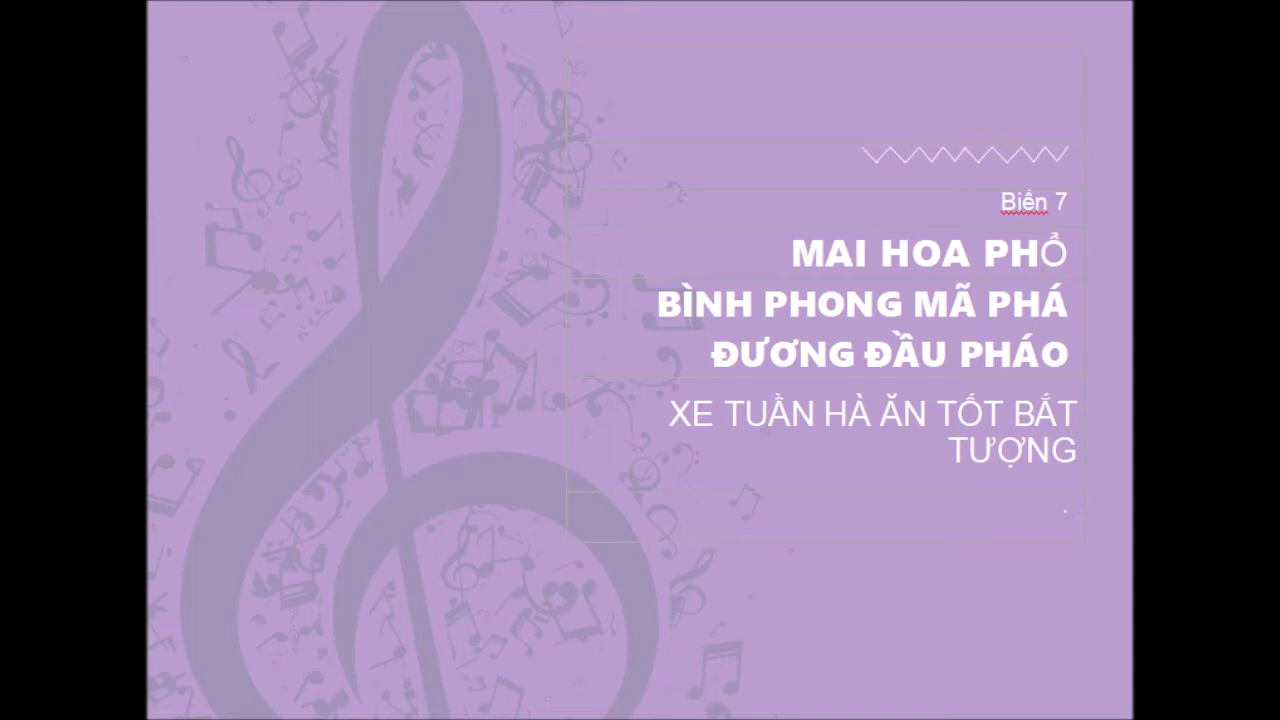 Biến 7
MAI HOA PHỔ
BÌNH PHONG MÃ PHÁ
ĐƯƠNG ĐẦU PHÁO
XE TUẦN HÀ ĂN TỐT BẮT
TƯỢNG
.